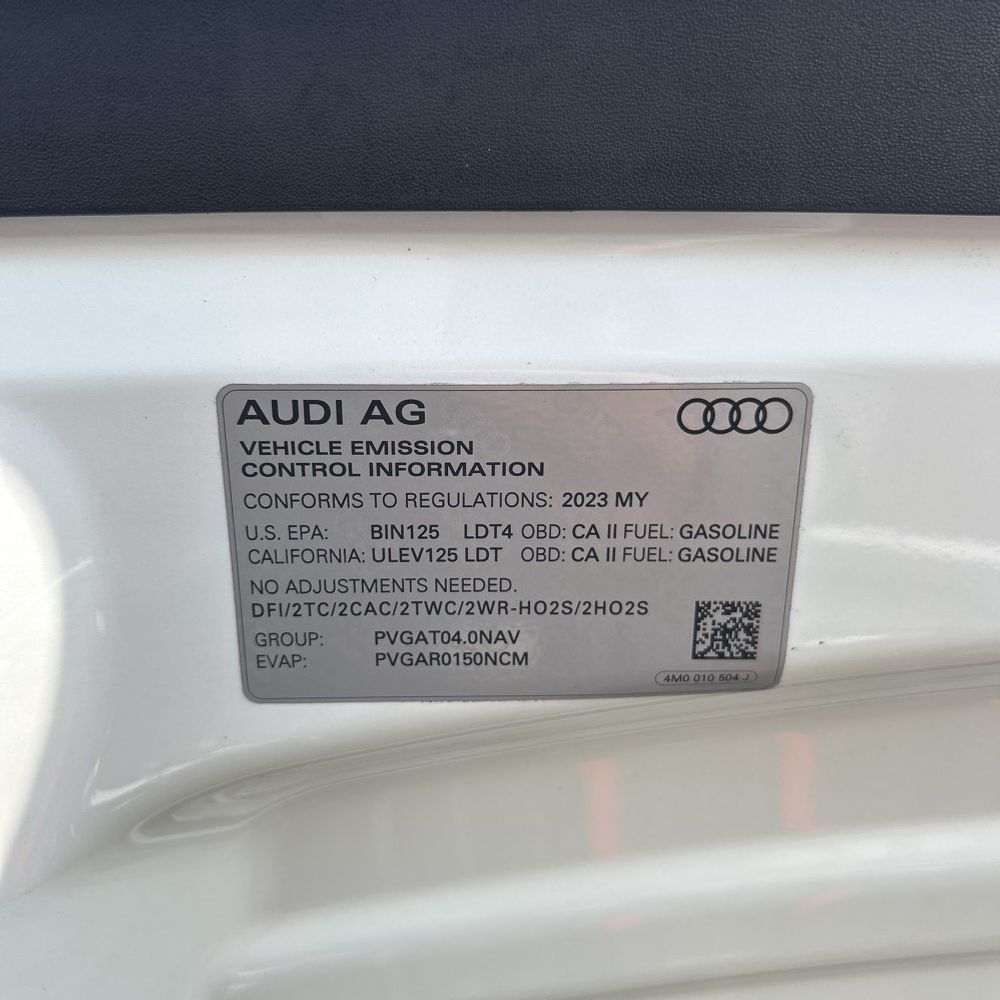 AUDI AG
VEHICLE EMISSION
CONTROL INFORMATION
CONFORMS TO REGULATIONS: 2023 MY
U.S. EPA: BIN125 LDT4 OBD: CA II FUEL: GASOLINE
CALIFORNIA: ULEV125 LDT OBD: CA II FUEL: GASOLINE
NO ADJUSTMENTS NEEDED.
DFI/2TC/2CAC/2TWC/2WR-HO2S/2HO2S
GROUP: PVGAT04.0NAV
EVAP: PVGAR0150NCM
4M0 010 504 J